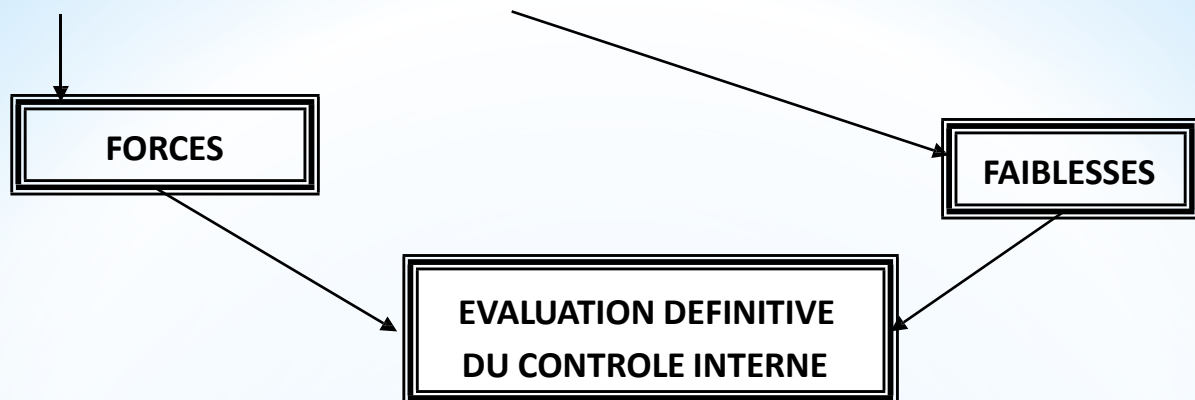 FORCES
FAIBLESSES
EVALUATION DEFINITIVE
DU CONTROLE INTERNE